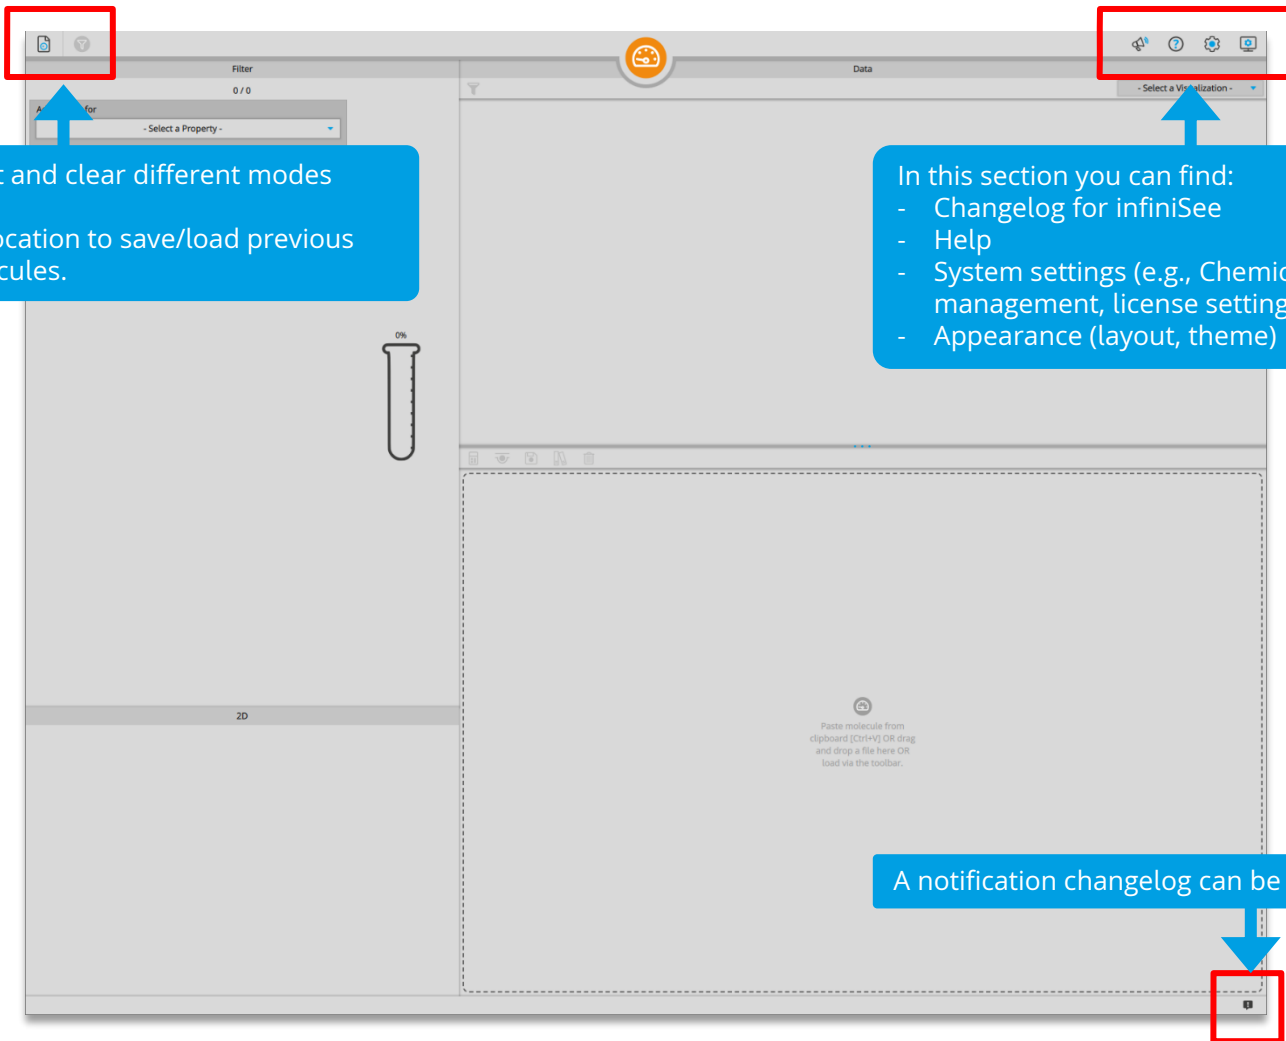 Filter
Data
0 / 0
- Select a Visualization -
for
- Select a Property -
t and clear different modes
ocation to save/load previous
cules.
In this section you can find:
- Changelog for infiniSee
- Help
- System settings (e.g., Chemic
management, license setting
- Appearance (layout, theme)
0%
2D
Paste molecule from
clipboard [Ctrl+V] OR drag
and drop a file here OR
load via the toolbar.
A notification changelog can be